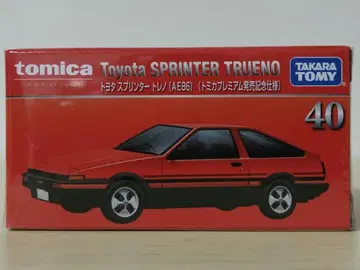 tomica
Toyota SPRINTER TRUENO
TAKARA
TOMY
トヨタ スプリンター トレノ（AE86）（トミカプレミアム発売記念仕様）
40